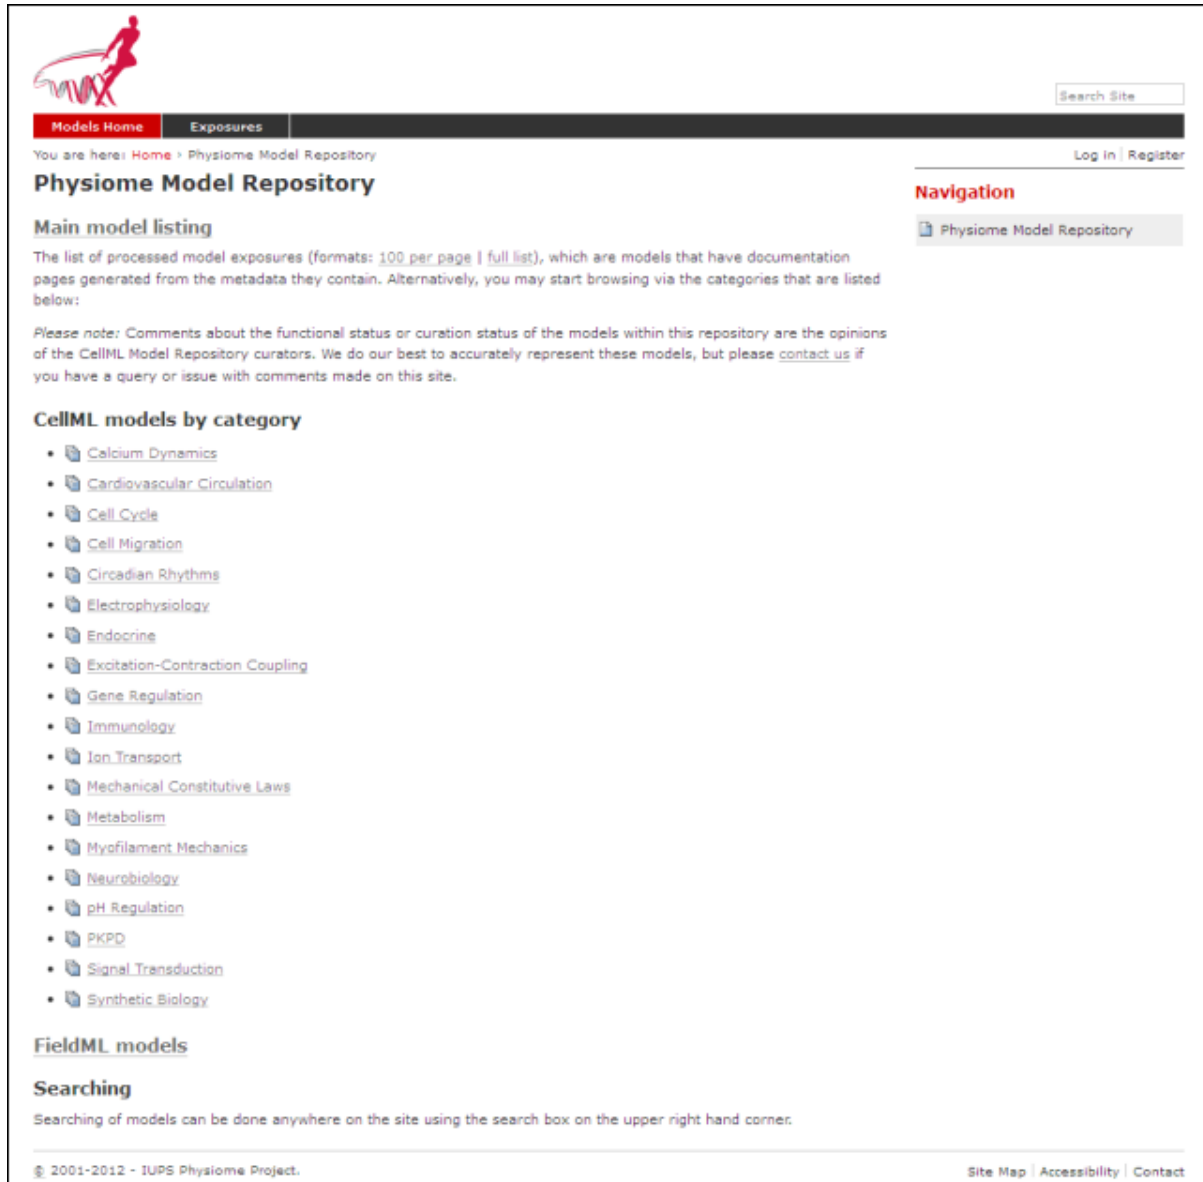 Search Site
Models Home Exposures
You are here: Home › Physiome Model Repository
Log in | Register
Physiome Model Repository
Navigation
Physiome Model Repository
Main model listing
The list of processed model exposures (formats: 100 per page | full list), which are models that have documentation
pages generated from the metadata they contain. Alternatively, you may start browsing via the categories that are listed
below:
Please note: Comments about the functional status or curation status of the models within this repository are the opinions
of the CellML Model Repository curators. We do our best to accurately represent these models, but please contact us if
you have a query or issue with comments made on this site.
CellML models by category
• Calcium Dynamics
• Cardiovascular Circulation
• Cell Cycle
• Cell Migration
• Circadian Rhythms
• Electrophysiology
• Endocrine
• Excitation-Contraction Coupling
• Gene Regulation
• Immunology
• Ion Transport
• Mechanical Constitutive Laws
• Metabolism
• Myofilament Mechanics
• Neurobiology
• pH Regulation
• PKPD
• Signal Transduction
• Synthetic Biology
FieldML models
Searching
Searching of models can be done anywhere on the site using the search box on the upper right hand corner.
© 2001-2012 - IUPS Physiome Project.
Site Map | Accessibility | Contact